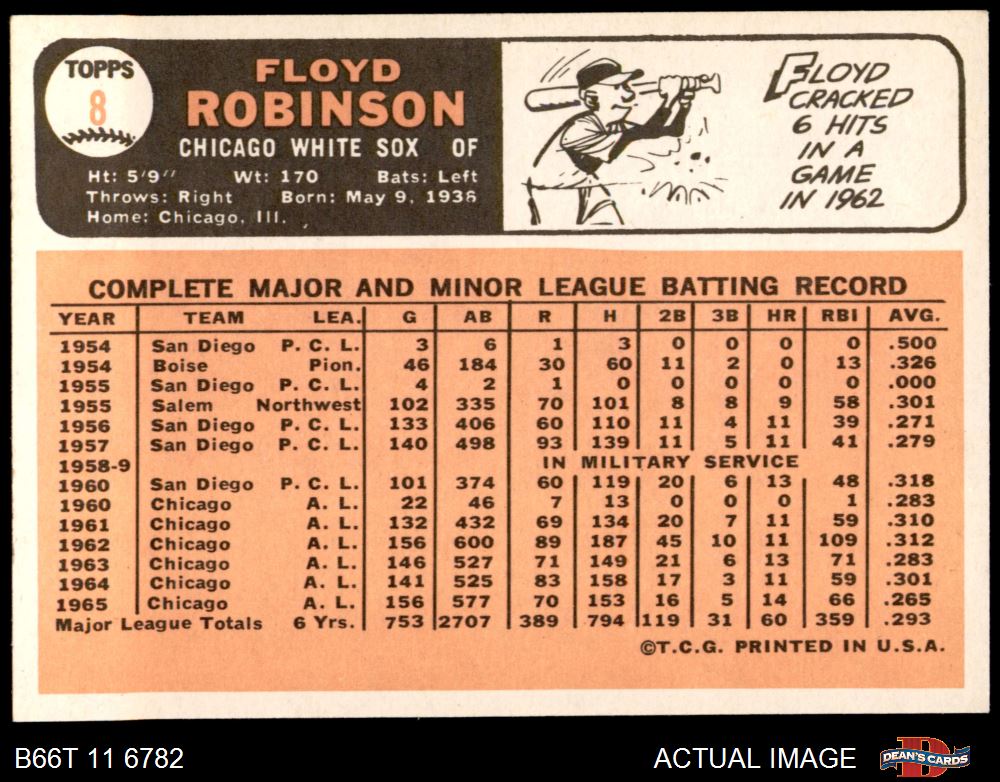 TOPPS
8
FLOYD
ROBINSON
CHICAGO WHITE SOX OF
Ht: 5'9" Wt: 170 Bats: Left
Throws: Right Born: May 9, 1936
Home: Chicago, Ill.
FLOYD
CRACKED
6 HITS
IN A
GAME
IN 1962
COMPLETE MAJOR AND MINOR LEAGUE BATTING RECORD
YEAR TEAM LEA. G AB R H 2B 3B HR RBI AVG.
1954 San Diego P. C. L. 3 6 1 3 0 0 0 0 .500
1954 Boise Pion. 46 184 30 60 11 2 0 13 .326
1955 San Diego P. C. L. 4 2 1 0 0 0 0 0 .000
1955 Salem Northwest 102 335 70 101 8 8 9 58 .301
1956 San Diego P. C. L. 133 406 60 110 11 4 11 39 .271
1957 San Diego P. C. L. 140 498 93 139 11 5 11 41 .279
1958-9 IN MILITARY SERVICE
1960 San Diego P. C. L. 101 374 60 119 20 6 13 48 .318
1960 Chicago A. L. 22 46 7 13 0 0 0 1 .283
1961 Chicago A. L. 132 432 69 134 20 7 11 59 .310
1962 Chicago A. L. 156 600 89 187 45 10 11 109 .312
1963 Chicago A. L. 146 527 71 149 21 6 13 71 .283
1964 Chicago A. L. 141 525 83 158 17 3 11 59 .301
1965 Chicago A. L. 156 577 70 153 16 5 14 66 .265
Major League Totals 6 Yrs. 753 2707 389 794 119 31 60 359 .293
©T.C.G. PRINTED IN U.S.A.
B66T 11 6782 ACTUAL IMAGE DEAN'S CARDS